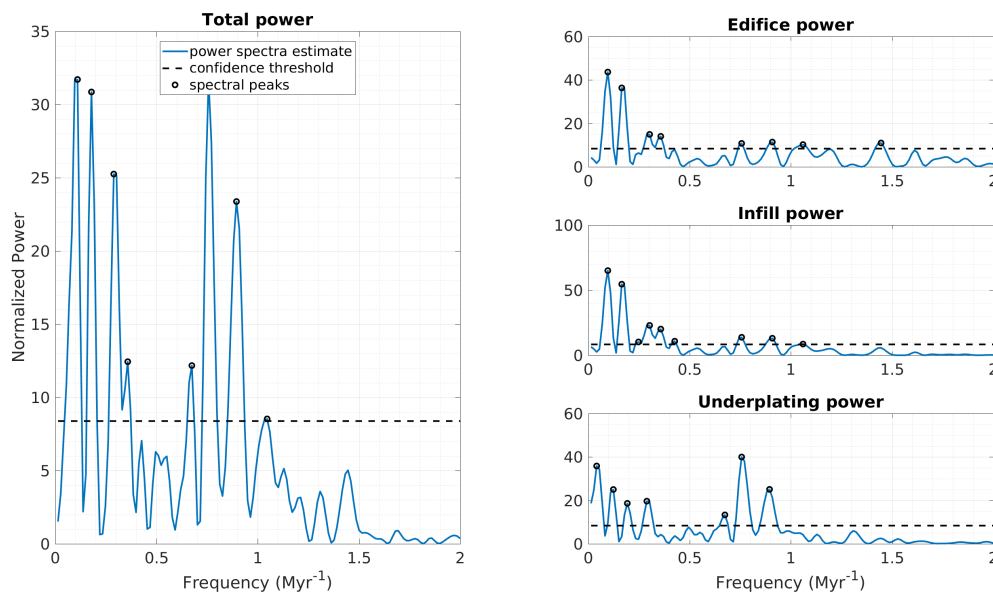 Total power
35
30
25
20
15
10
5
0
Normalized Power
power spectra estimate
confidence threshold
spectral peaks
0 0.5 1 1.5 2
Frequency (Myr-1)
Edifice power
60
40
20
0
0 0.5 1 1.5 2
Infill power
100
50
0
0 0.5 1 1.5 2
Underplating power
60
40
20
0
0 0.5 1 1.5 2
Frequency (Myr-1)